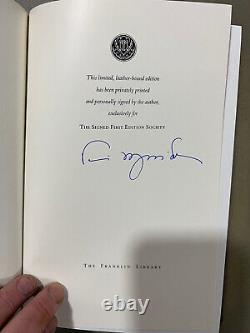 This limited, leather-bound edition
has been privately printed
and personally signed by the author,
exclusively for
THE SIGNED FIRST EDITION SOCIETY
THE FRANKLIN LIBRARY
ebay